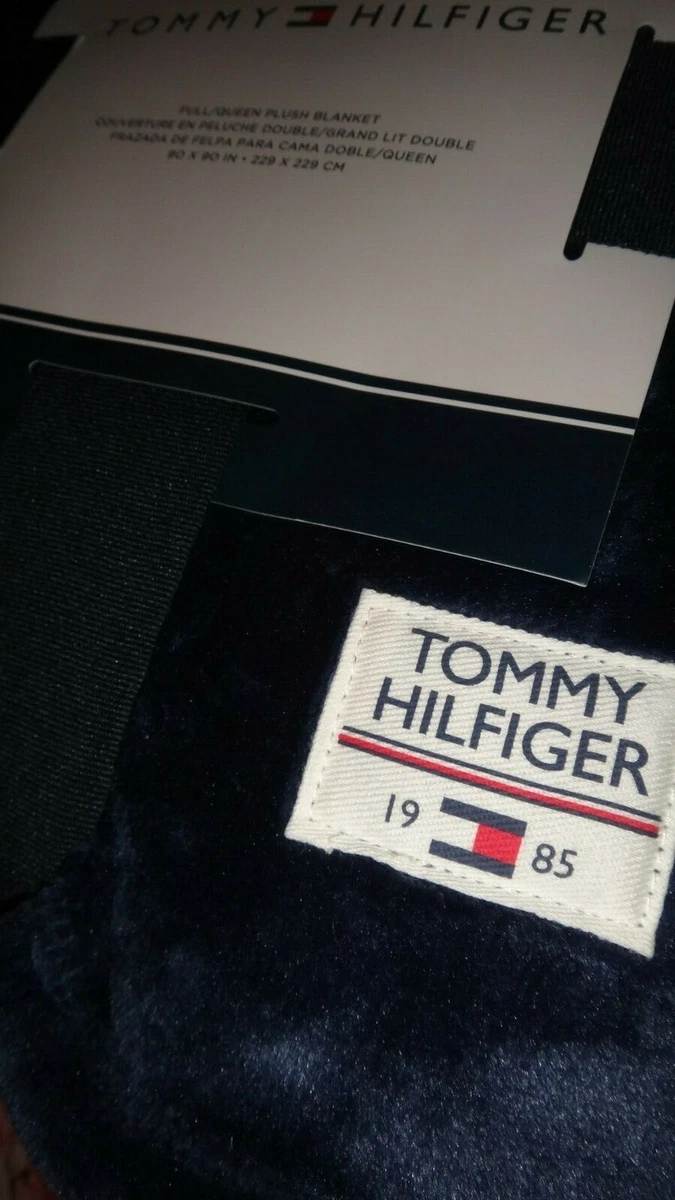 TOMMY HILFIGER
FULL/QUEEN PLUSH BLANKET
COUVERTURE EN PELUCHE DOUBLE/GRAND LIT DOUBLE
FRAZADA DE FELPA PARA CAMA DOBLE/QUEEN
90 X 90 IN • 229 X 229 CM
TOMMY
HILFIGER
19 85